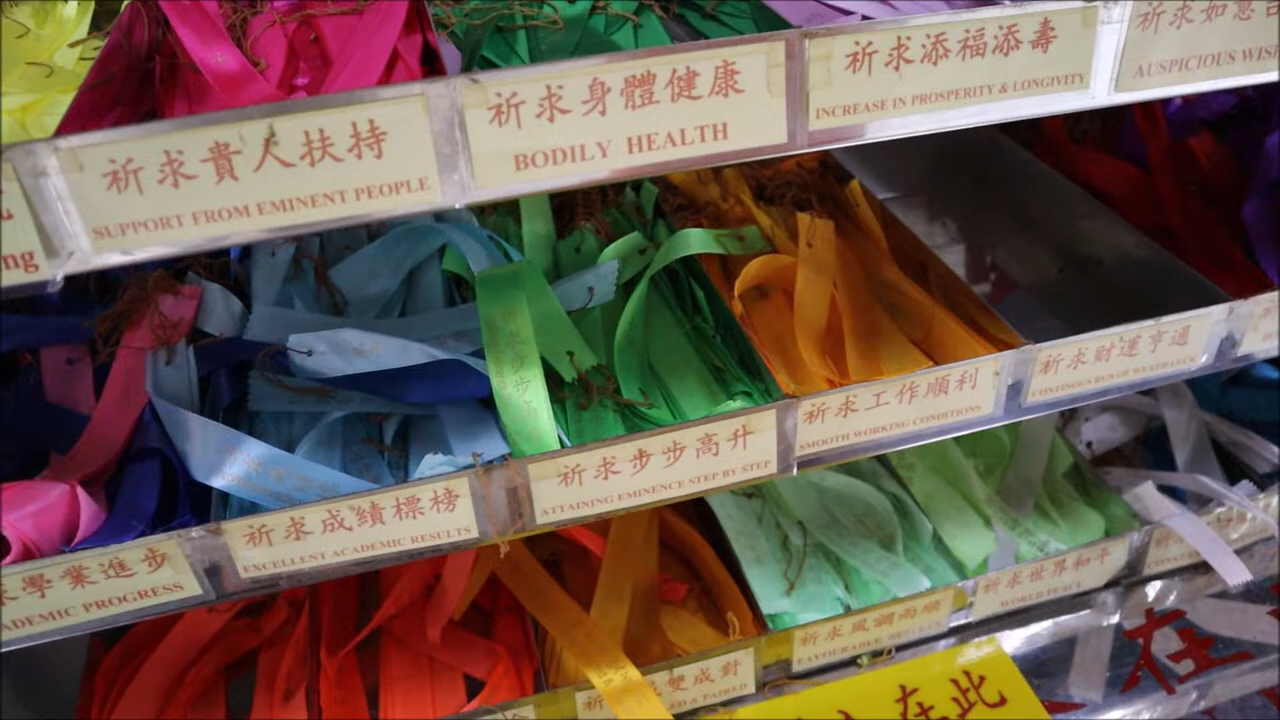 祈求貴人扶持
SUPPORT FROM EMINENT PEOPLE
祈求身體健康
BODILY HEALTH
祈求添福添壽
INCREASE IN PROSPERITY & LONGIVITY
祈求如意
AUSPICIOUS
ng
學業進步
ADEMIC PROGRESS
祈求成績標榜
EXCELLENT ACADEMIC RESULTS
祈求步步高升
ATTAINING EMINENCE STEP BY STEP
祈求工作順利
SMOOTH WORKING CONDITIONS
祈求財運亨通
祈求風調雨順
祈求世界和平
WORLD PEACE
雙成對
& PAIRED
在此
在